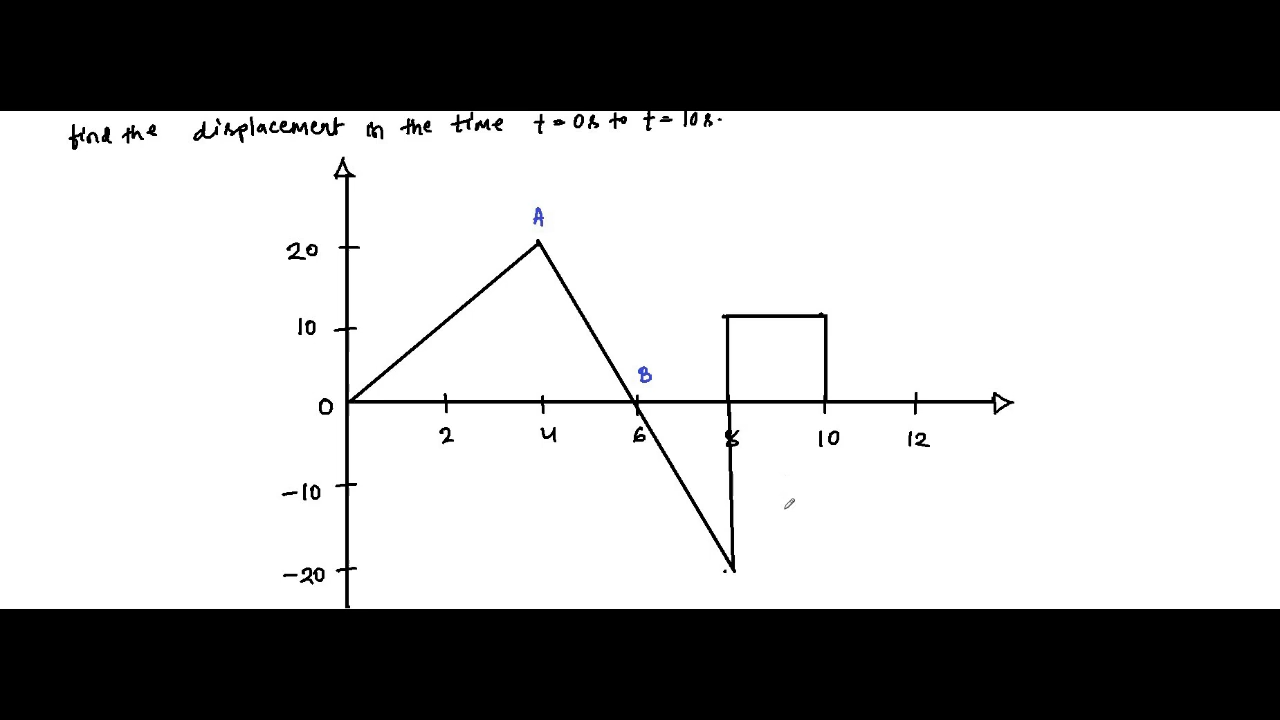 find the displacement in the time t = 0s to t = 10s.
A
20
10
B
0
2 4 6 8 10 12
-10
-20